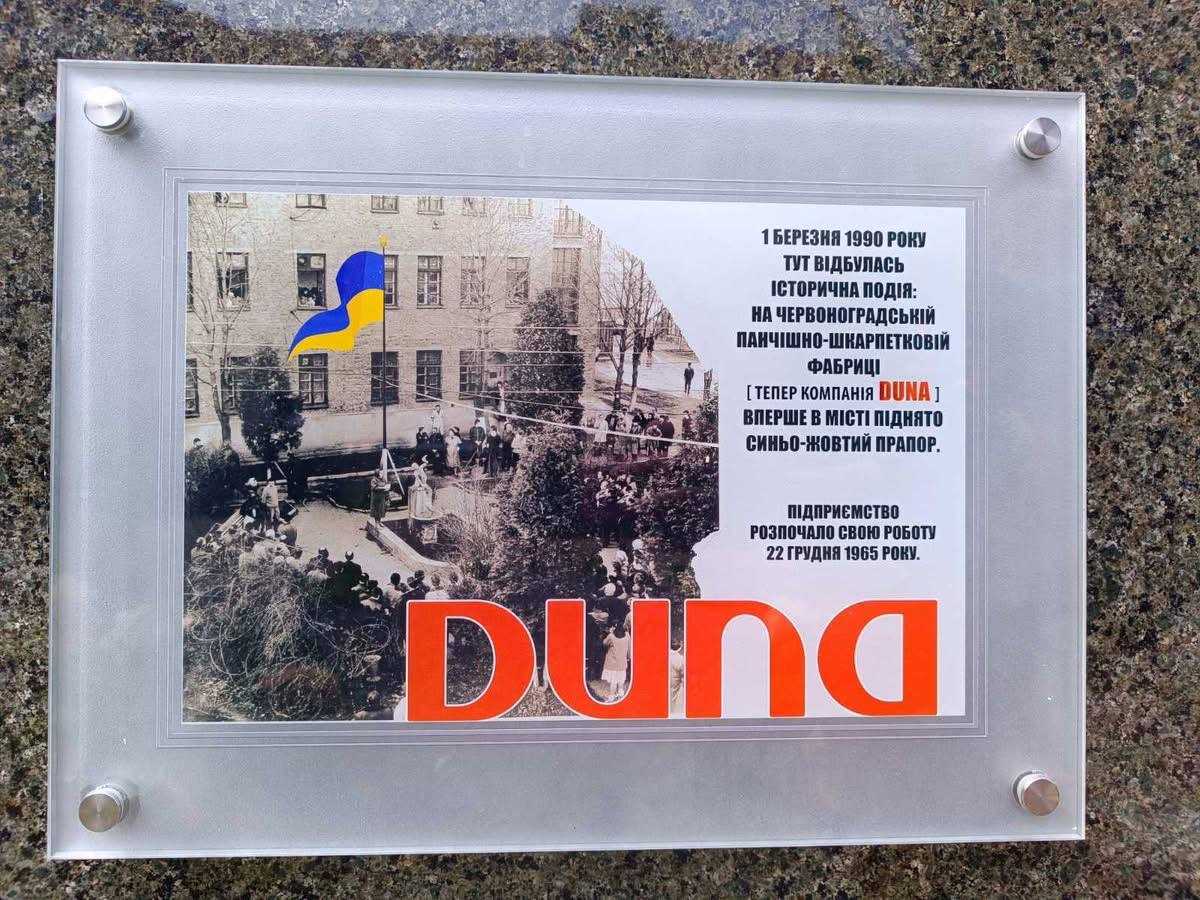 1 БЕРЕЗНЯ 1990 РОКУ
ТУТ ВІДБУЛАСЬ
ІСТОРИЧНА ПОДІЯ:
НА ЧЕРВОНОГРАДСЬКІЙ
ПАНЧІШНО-ШКАРПЕТКОВІЙ
ФАБРИЦІ
[ ТЕПЕР КОМПАНІЯ DUNA ]
ВПЕРШЕ В МІСТІ ПІДНЯТО
СИНЬО-ЖОВТИЙ ПРАПОР.
ПІДПРИЄМСТВО
РОЗПОЧАЛО СВОЮ РОБОТУ
22 ГРУДНЯ 1965 РОКУ.
DUNA